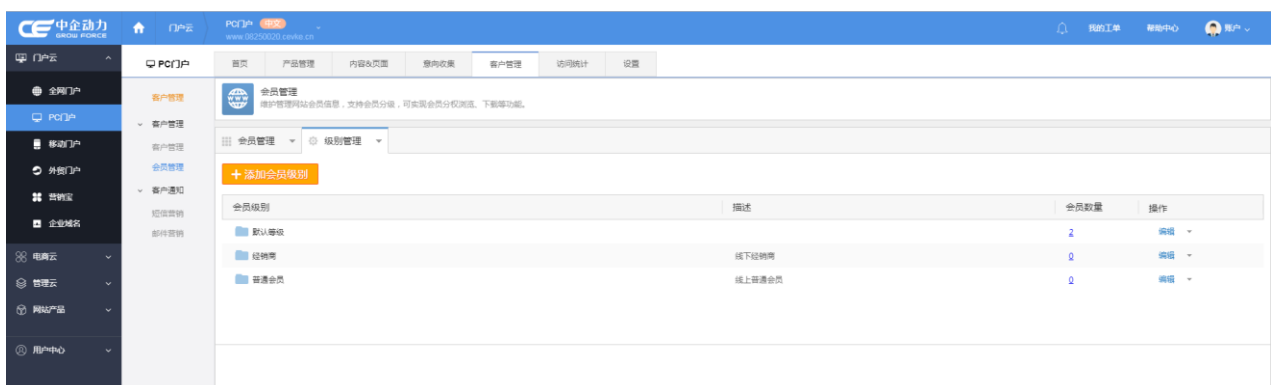 中企动力
GROW FORCE
门户云
PC门户 中文
www.08250020.cevke.cn
我的工单
帮助中心
账户
门户云
全网门户
PC门户
移动门户
外贸门户
营销宝
企业域名
电商云
管理云
网站产品
用户中心
PC门户
客户管理
客户管理
客户管理
会员管理
客户通知
短信营销
邮件营销
首页 产品管理 内容&页面 意向收集 客户管理 访问统计 设置
会员管理
维护管理网站会员信息，支持会员分级，可实现会员分权浏览、下载等功能。
会员管理 级别管理
+ 添加会员级别
会员级别 描述 会员数量 操作
默认等级 2 编辑
经销商 线下经销商 0 编辑
普通会员 线上普通会员 0 编辑